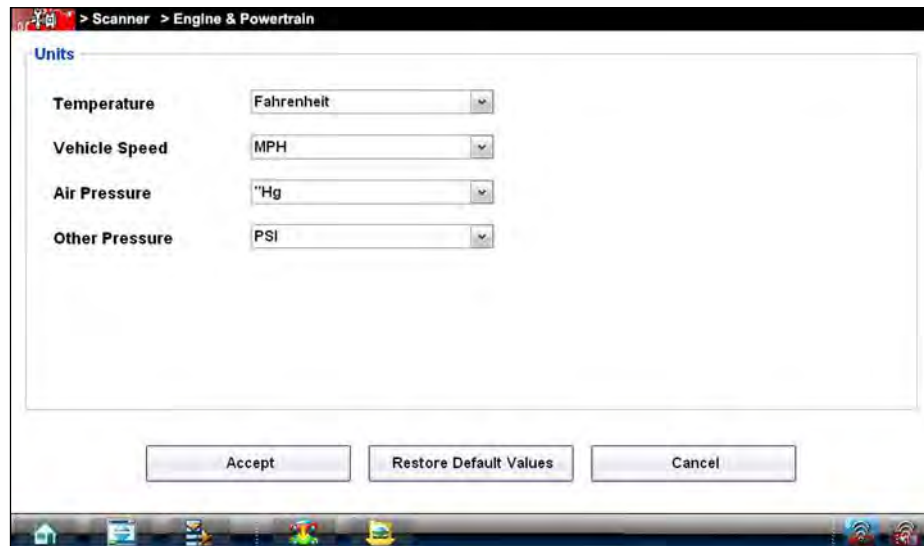 > Scanner > Engine & Powertrain
Units
Temperature Fahrenheit
Vehicle Speed MPH
Air Pressure "Hg
Other Pressure PSI
Accept Restore Default Values Cancel